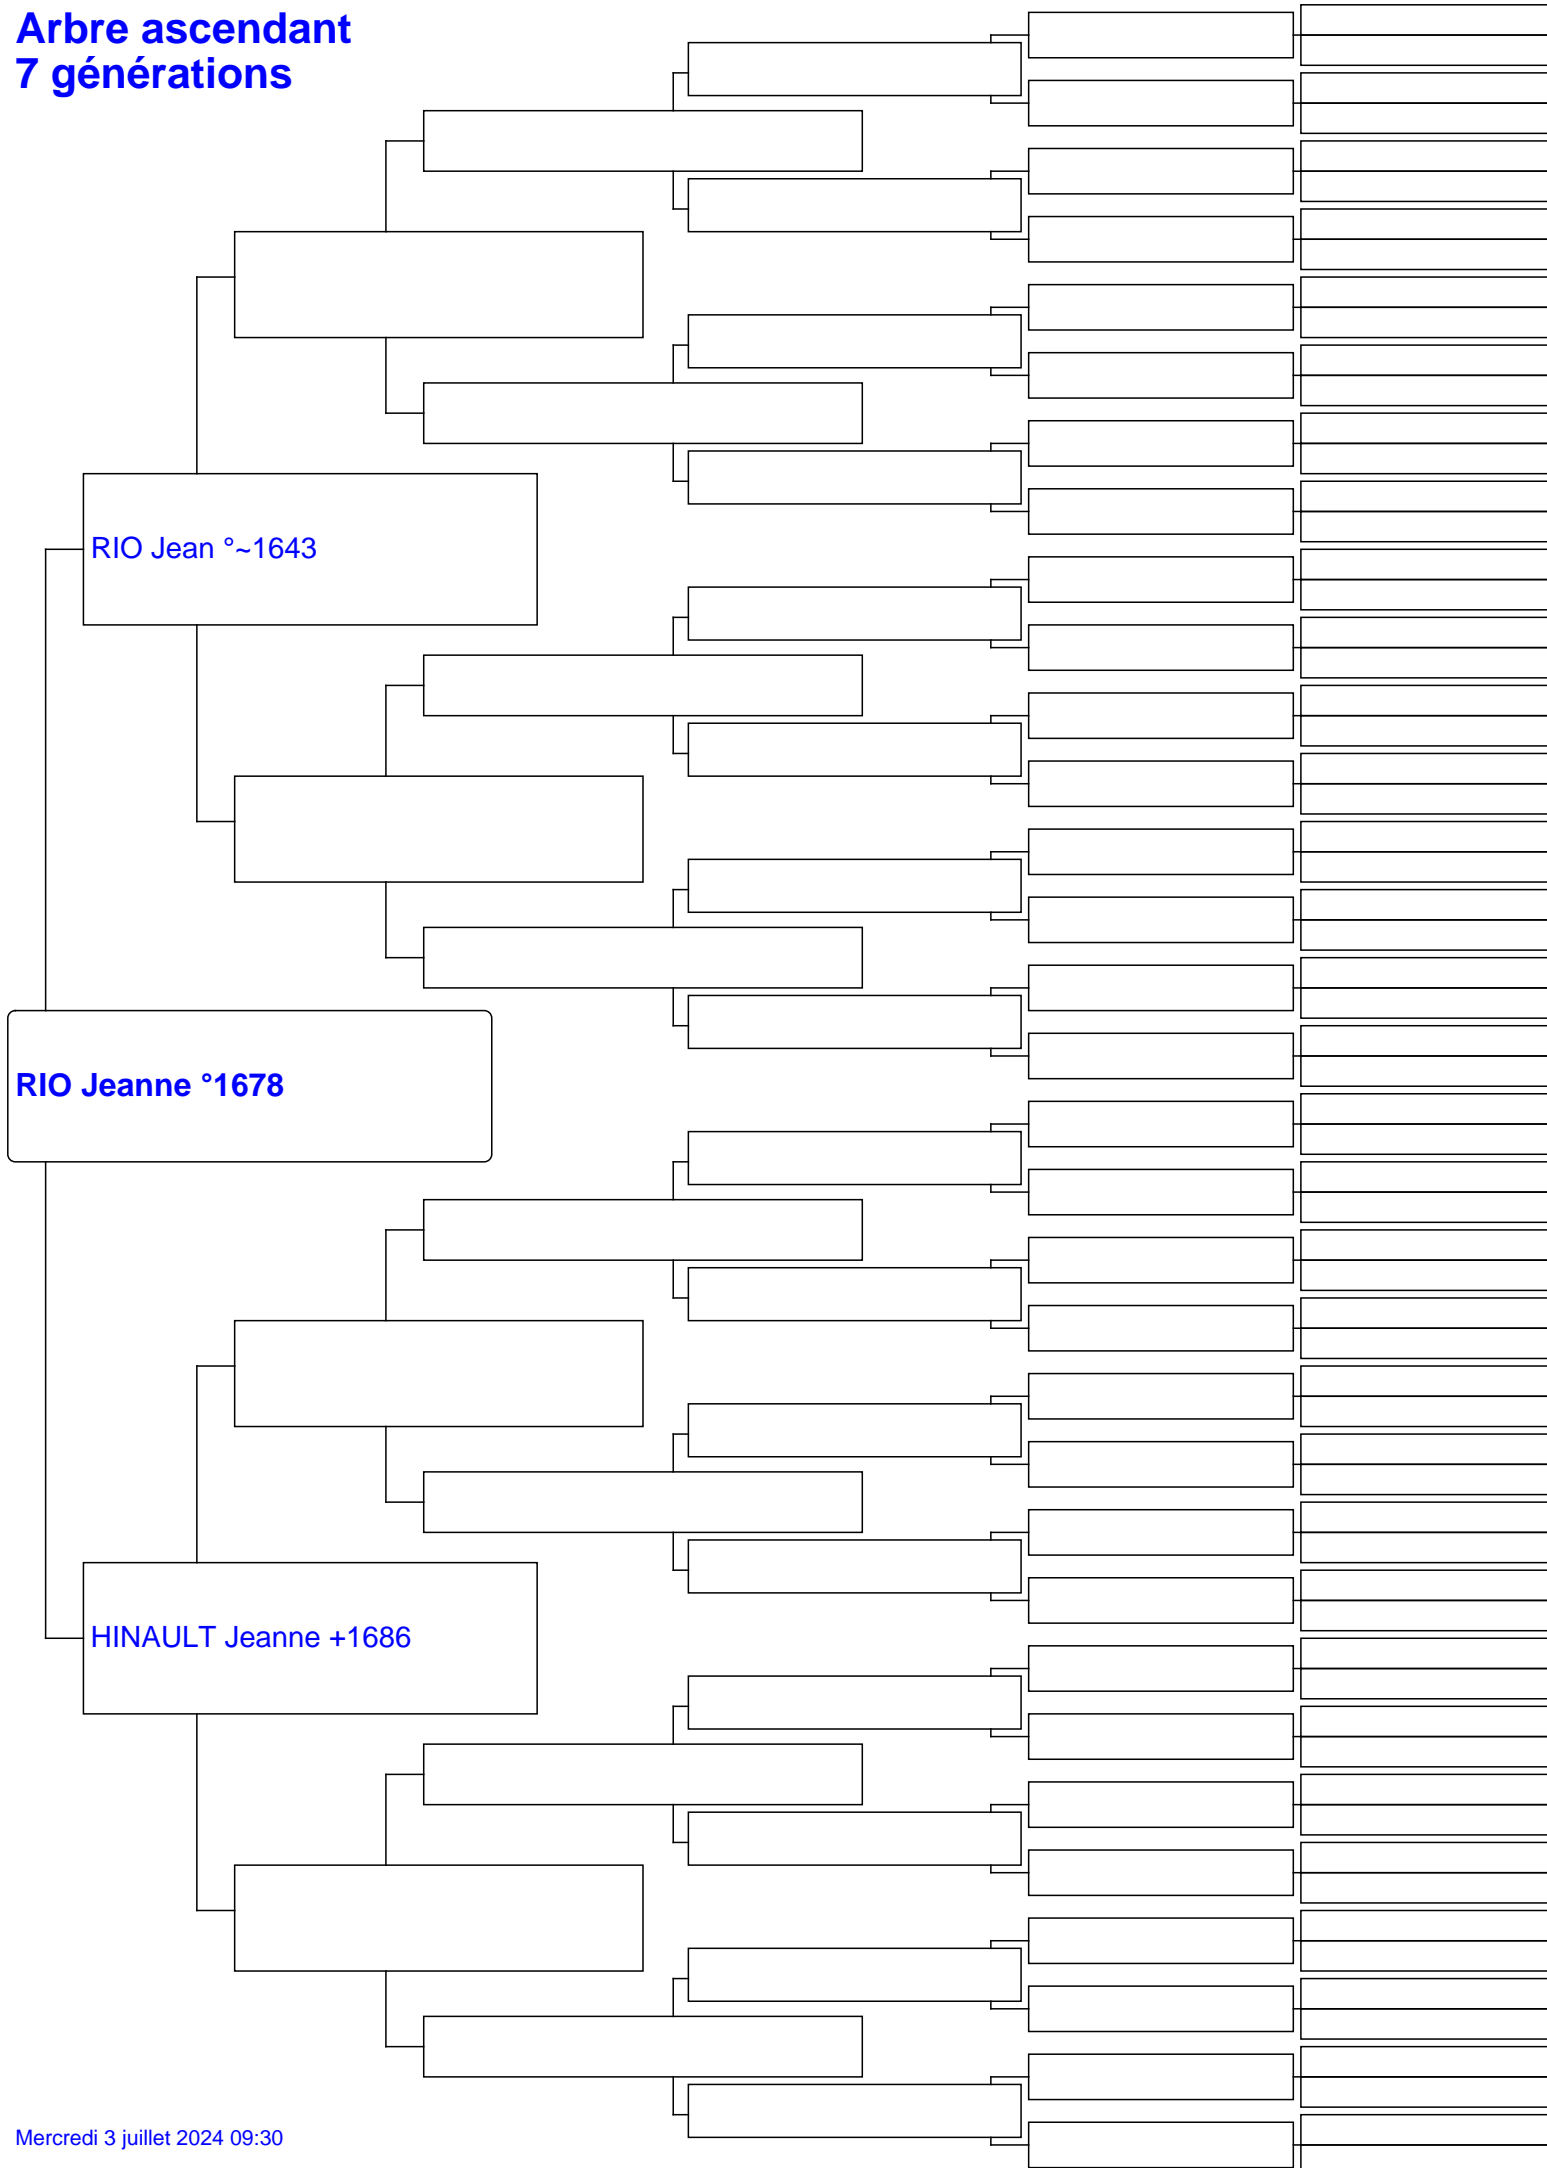 Arbre ascendant
7 générations
RIO Jean °~1643
RIO Jeanne °1678
HINAULT Jeanne +1686
Mercredi 3 juillet 2024 09:30